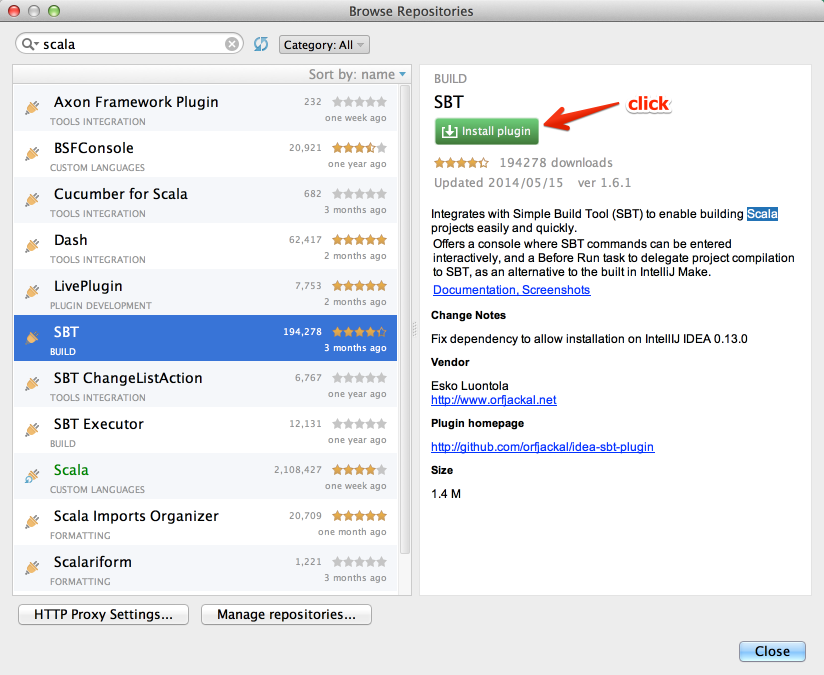 Browse Repositories
scala
Category: All
Sort by: name
Axon Framework Plugin 232
TOOLS INTEGRATION one week ago
BSFConsole 20,921
CUSTOM LANGUAGES one year ago
Cucumber for Scala 682
TOOLS INTEGRATION 3 months ago
Dash 62,417
TOOLS INTEGRATION 2 months ago
LivePlugin 7,753
PLUGIN DEVELOPMENT 2 months ago
SBT 194,278
BUILD 3 months ago
SBT ChangeListAction 6,767
TOOLS INTEGRATION one year ago
SBT Executor 12,131
BUILD one year ago
Scala 2,108,427
CUSTOM LANGUAGES one week ago
Scala Imports Organizer 20,709
FORMATTING one month ago
Scalariform 1,221
FORMATTING 3 months ago
BUILD
SBT
Install plugin
click
194278 downloads
Updated 2014/05/15 ver 1.6.1
Integrates with Simple Build Tool (SBT) to enable building Scala
projects easily and quickly.
Offers a console where SBT commands can be entered
interactively, and a Before Run task to delegate project compilation
to SBT, as an alternative to the built in IntelliJ Make.
Documentation, Screenshots
Change Notes
Fix dependency to allow installation on IntelliJ IDEA 0.13.0
Vendor
Esko Luontola
http://www.orfjackal.net
Plugin homepage
http://github.com/orfjackal/idea-sbt-plugin
Size
1.4 M
HTTP Proxy Settings...
Manage repositories...
Close